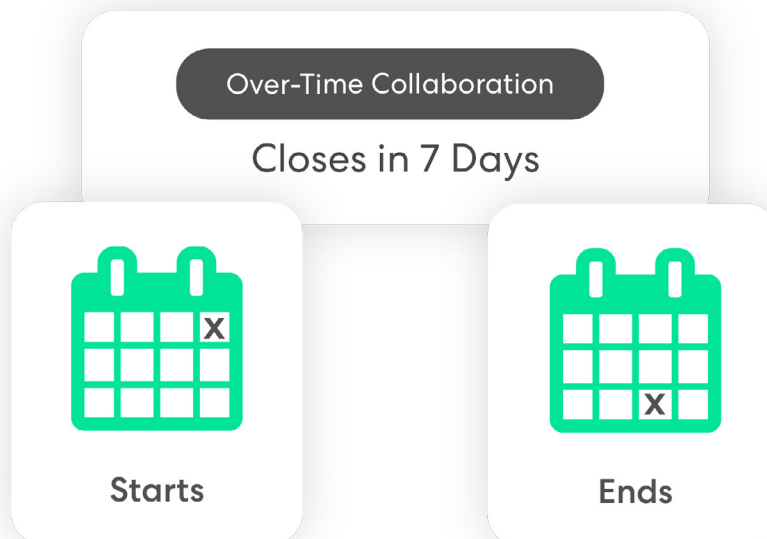 Over-Time Collaboration
Closes in 7 Days
X
X
Starts
Ends